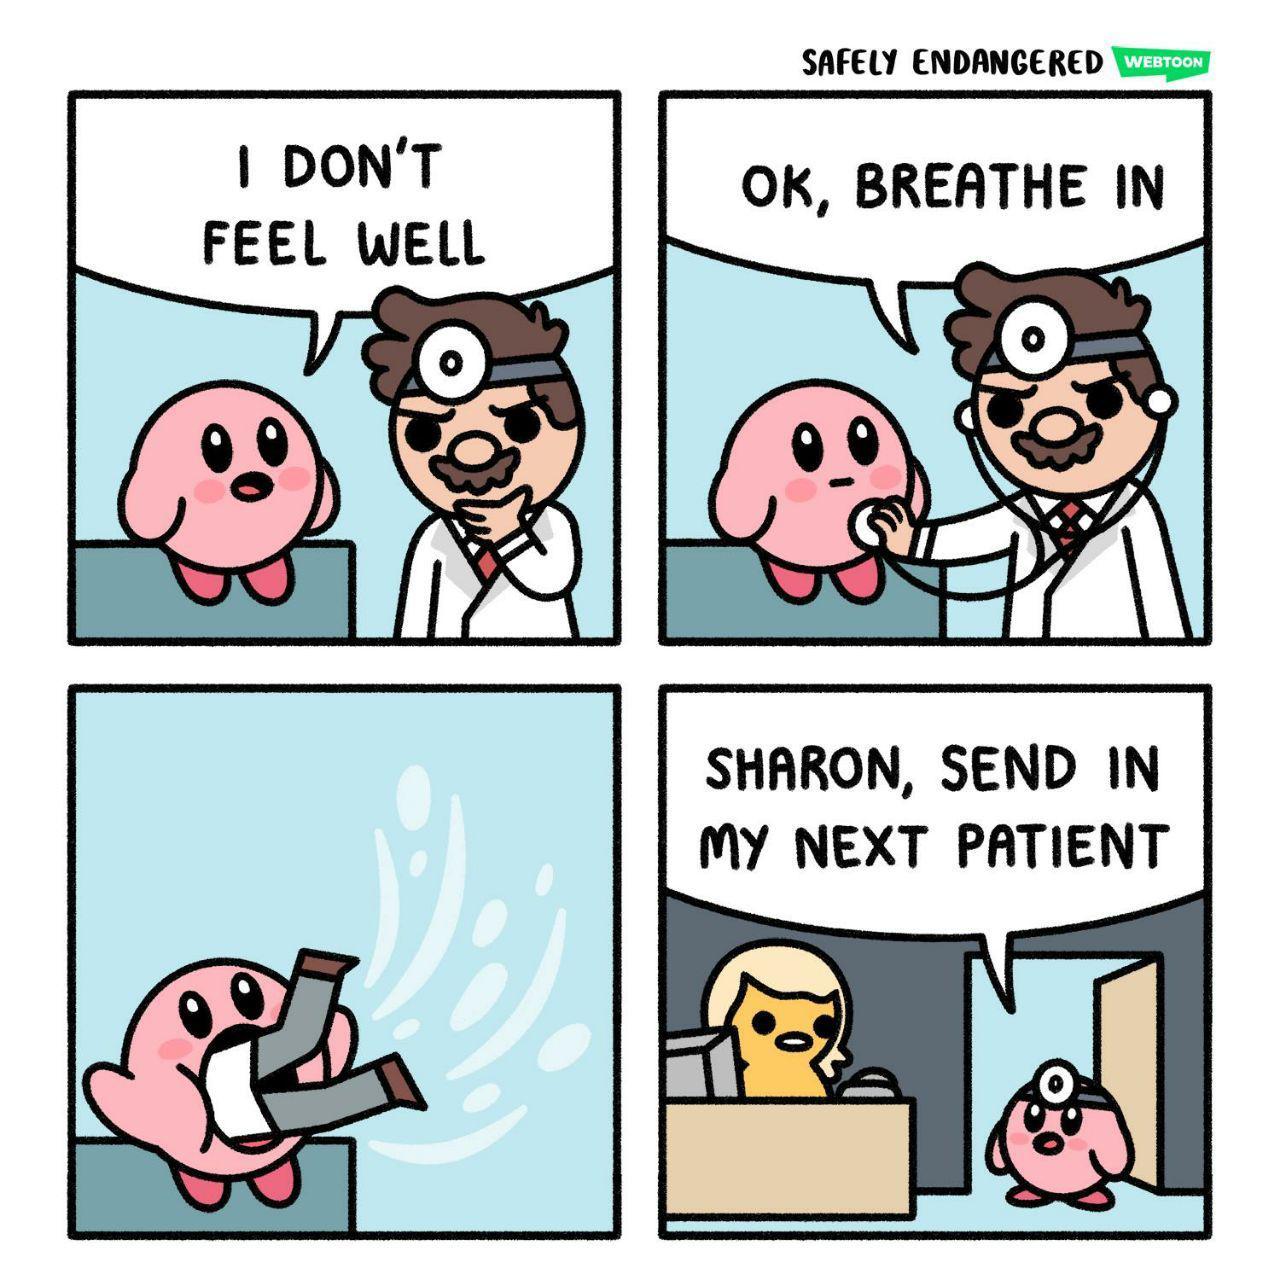 SAFELY ENDANGERED WEBTOON
I DON'T
FEEL WELL
OK, BREATHE IN
SHARON, SEND IN
MY NEXT PATIENT